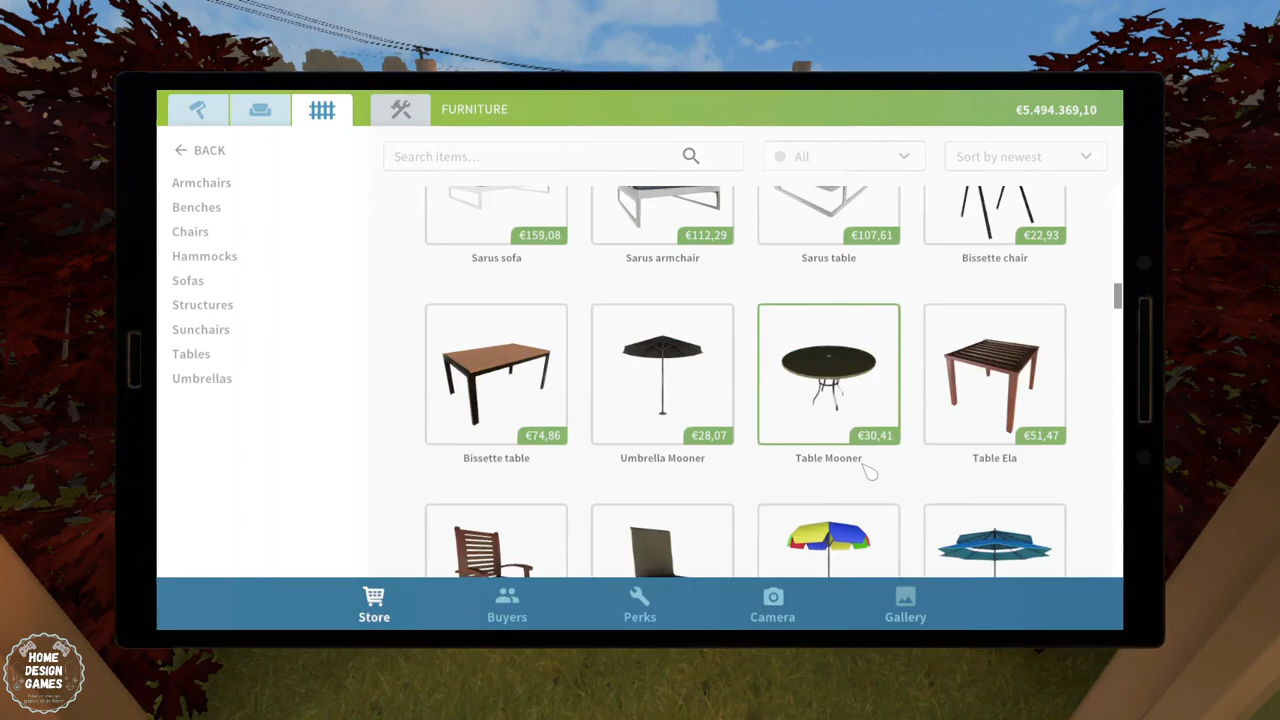 FURNITURE
€5.494.369,10
BACK
Search items...
All
Sort by newest
Armchairs
Benches
Chairs
Hammocks
Sofas
Structures
Sunchairs
Tables
Umbrellas
€159,08
€112,29
€107,61
€22,93
Sarus sofa
Sarus armchair
Sarus table
Bissette chair
€74,86
€28,07
€30,41
€51,47
Bissette table
Umbrella Mooner
Table Mooner
Table Ela
Store
Buyers
Perks
Camera
Gallery
HOME
DESIGN
GAMES